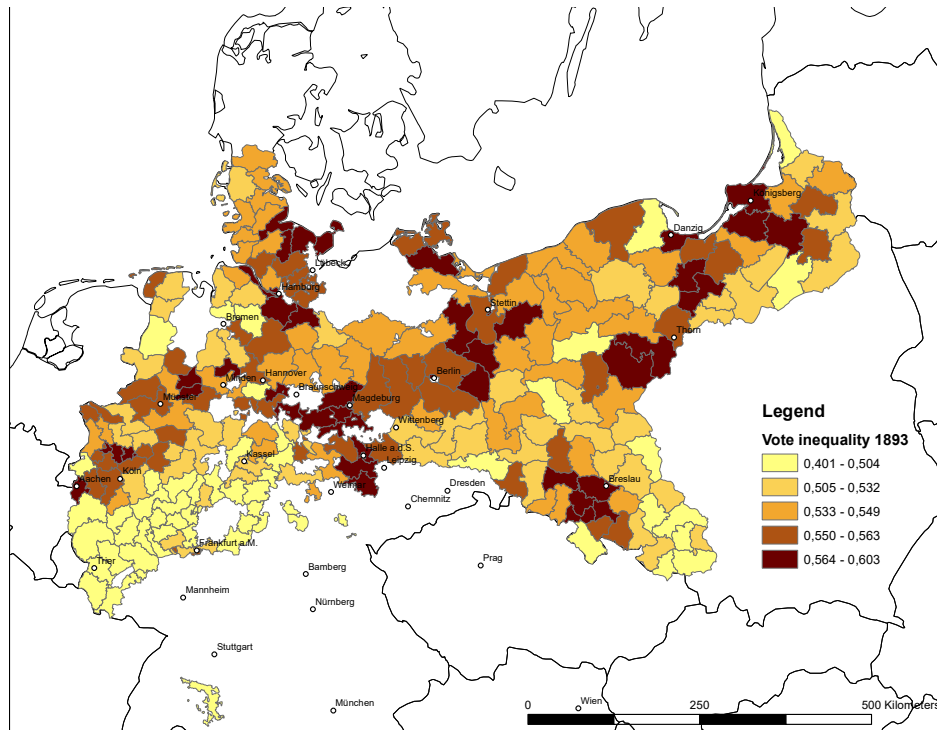 Königsberg
Danzig
Lübeck
Hamburg
Stettin
Bremen
Thorn
Berlin
Hannover
Minden
Braunschweig
Magdeburg
Münster
Wittenberg
Halle a.d.S.
Kassel
Leipzig
Köln
Aachen
Breslau
Dresden
Chemnitz
Frankfurt a.M.
Trier
Prag
Bamberg
Mannheim
Nürnberg
Stuttgart
München
Wien
Legend
Vote inequality 1893
0,401 - 0,504
0,505 - 0,532
0,533 - 0,549
0,550 - 0,563
0,564 - 0,603
0 250 500 Kilometers